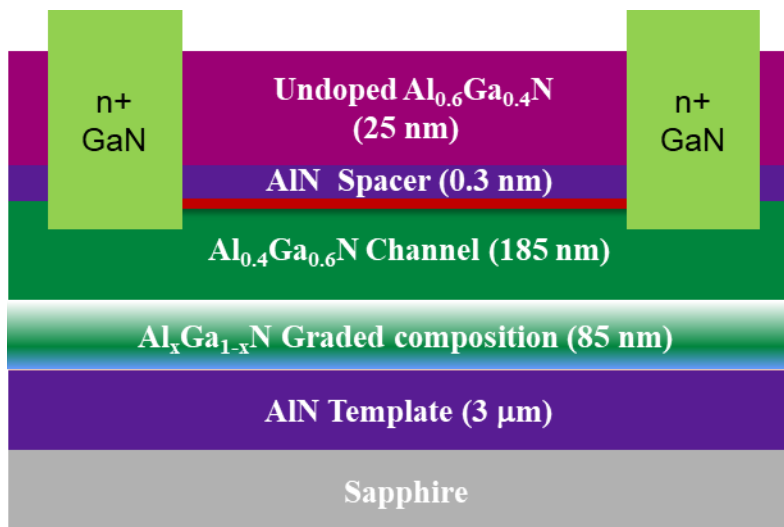 n+
GaN
Undoped Al₀.₆Ga₀.₄N
(25 nm)
n+
GaN
AlN Spacer (0.3 nm)
Al₀.₄Ga₀.₆N Channel (185 nm)
AlₓGa₁₋ₓN Graded composition (85 nm)
AlN Template (3 μm)
Sapphire